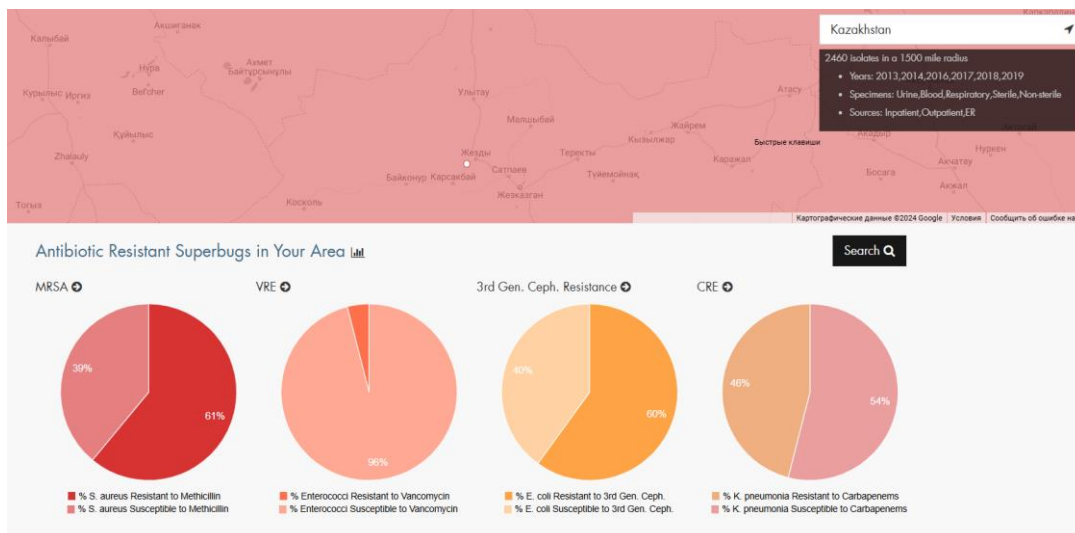 Акшиганак
Калыбай
Kazakhstan
2460 isolates in a 1500 mile radius
Years: 2013,2014,2016,2017,2018,2019
Specimens: Urine,Blood,Respiratory,Sterile,Non-sterile
Sources: Inpatient,Outpatient,ER
Нура
Ахмет
Байтурсынулы
Курылыс
Иргиз
Bef'cher
Улытау
Атасу
Малшыбай
Жайрем
Куйылыс
Кызылжар
Быстрые клавиши
Акадыр
Нуркен
Zhalauly
Жезды
Теректы
Каражал
Акчатау
Байконур
Карсакбай
Сатпаев
Туйемойнак
Босага
Акжал
Жезказган
Тогыз
Косколь
Картографические данные ©2024 Google
Условия
Сообщить об ошибке на
Antibiotic Resistant Superbugs in Your Area
Search
MRSA
VRE
3rd Gen. Ceph. Resistance
CRE
39%
61%
96%
40%
60%
46%
54%
% S. aureus Resistant to Methicillin
% S. aureus Susceptible to Methicillin
% Enterococci Resistant to Vancomycin
% Enterococci Susceptible to Vancomycin
% E. coli Resistant to 3rd Gen. Ceph.
% E. coli Susceptible to 3rd Gen. Ceph.
% K. pneumonia Resistant to Carbapenems
% K. pneumonia Susceptible to Carbapenems